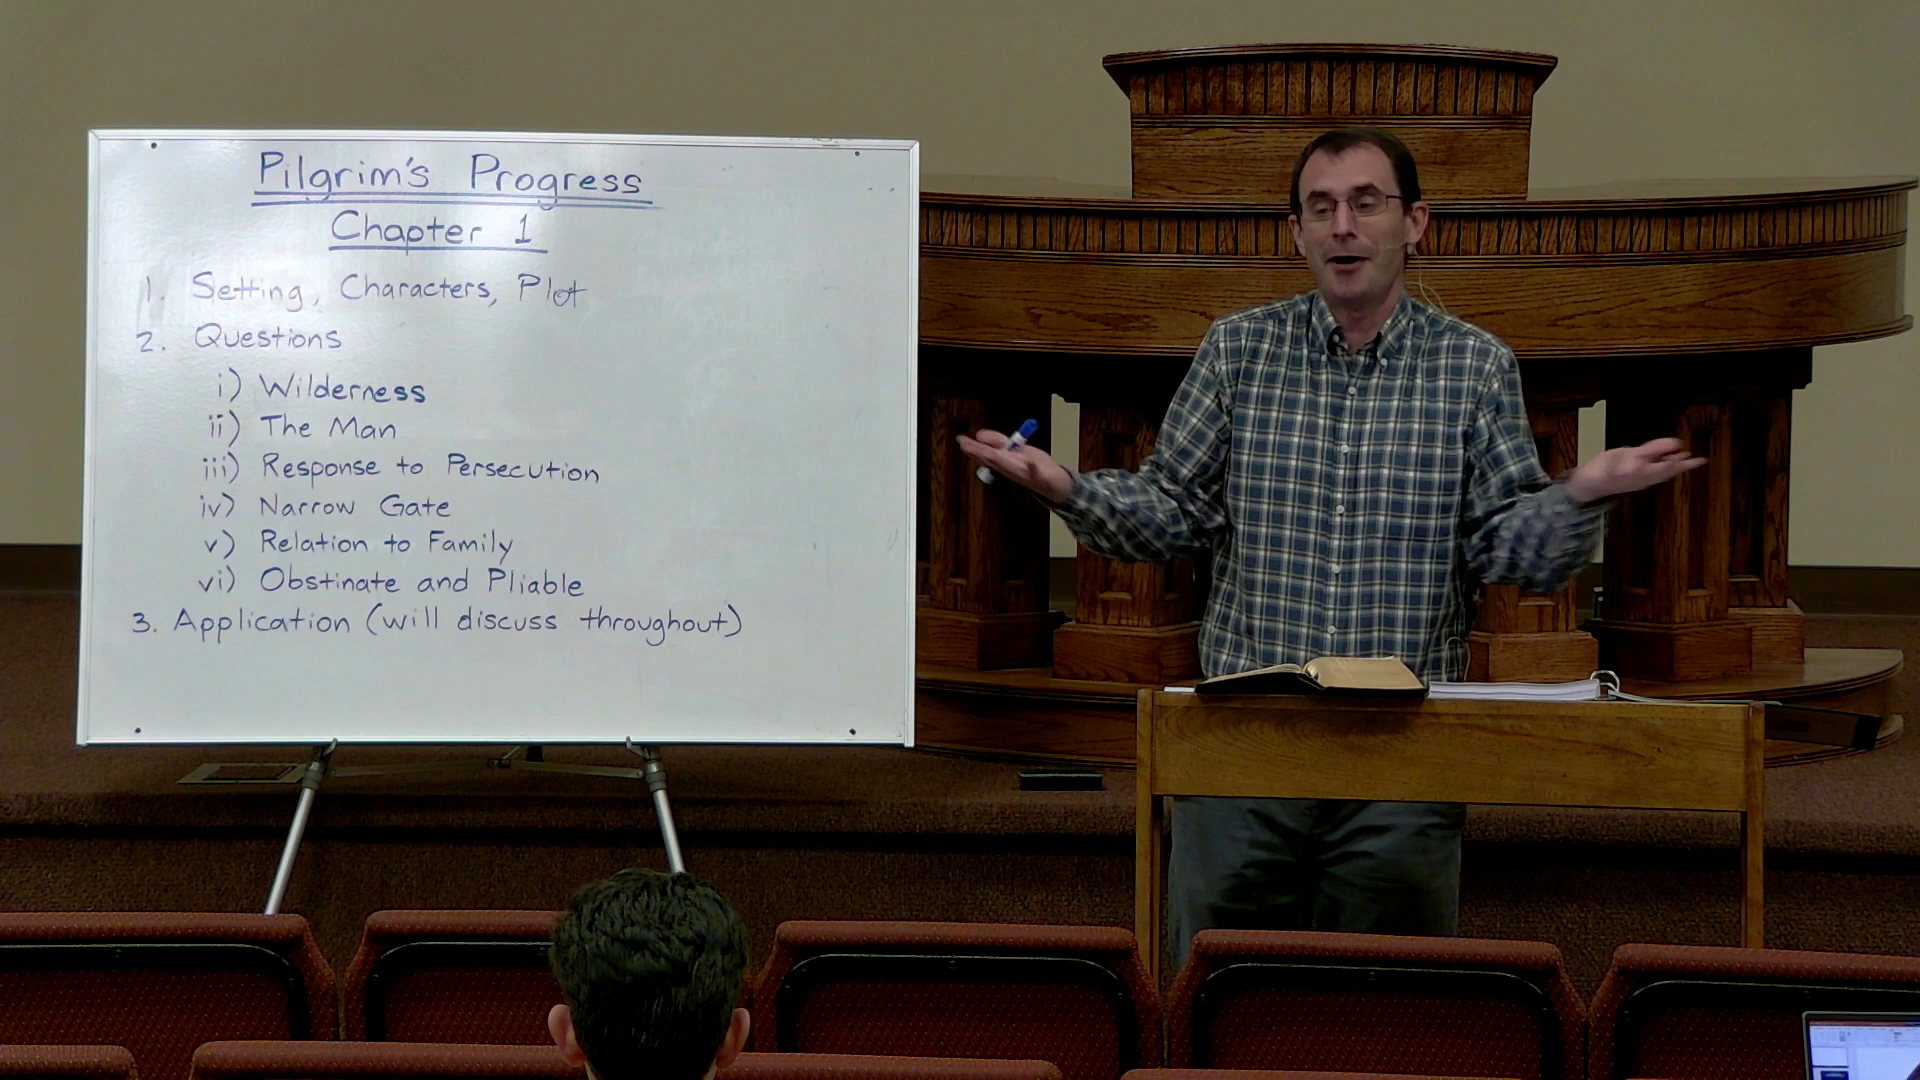 Pilgrim's Progress
Chapter 1
1. Setting, Characters, Plot
2. Questions
i) Wilderness
ii) The Man
iii) Response to Persecution
iv) Narrow Gate
v) Relation to Family
vi) Obstinate and Pliable
3. Application (will discuss throughout)